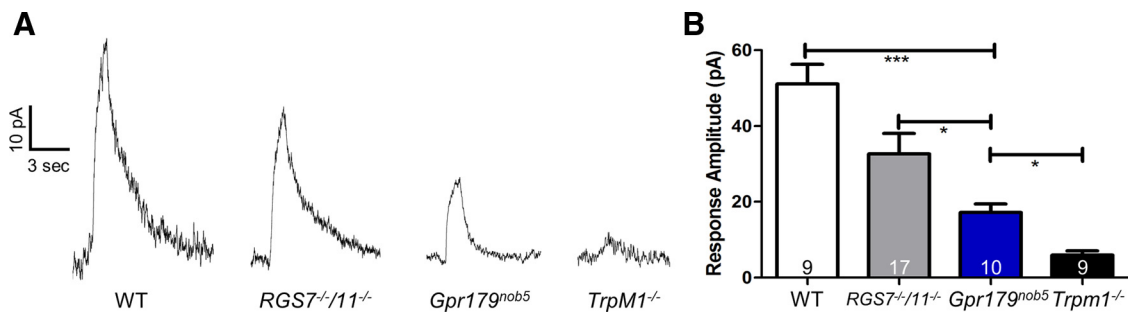 A
10 pA
3 sec
WT
RGS7-/-/11-/-
Gpr179nob5
TrpM1-/-
B
Response Amplitude (pA)
60
40
20
0
***
*
*
9
17
10
9
WT
RGS7-/-/11-/-
Gpr179nob5
Trpm1-/-